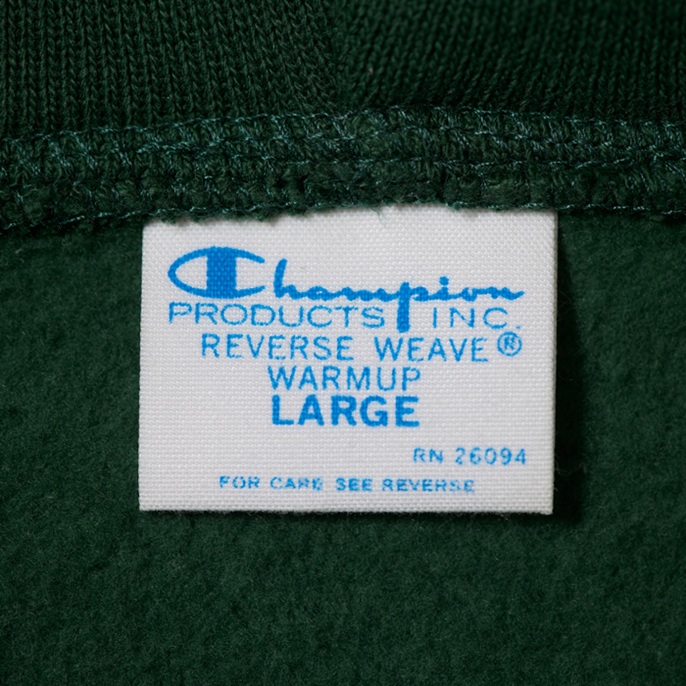 Champion
PRODUCTS INC.
REVERSE WEAVE®
WARMUP
LARGE
RN 26094
FOR CARE SEE REVERSE